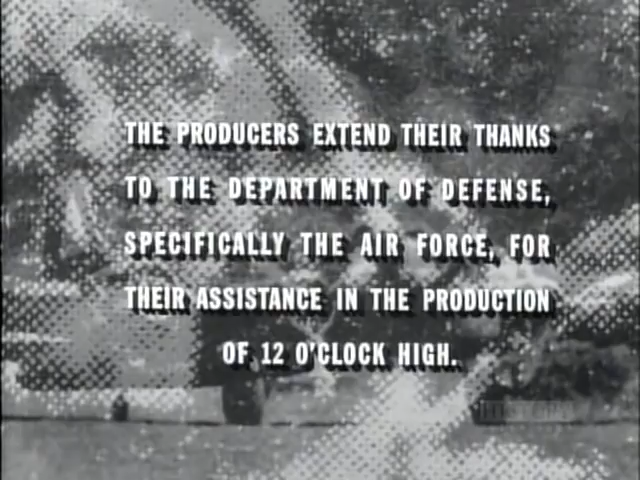 THE PRODUCERS EXTEND THEIR THANKS
TO THE DEPARTMENT OF DEFENSE,
SPECIFICALLY THE AIR FORCE, FOR
THEIR ASSISTANCE IN THE PRODUCTION
OF 12 O'CLOCK HIGH.